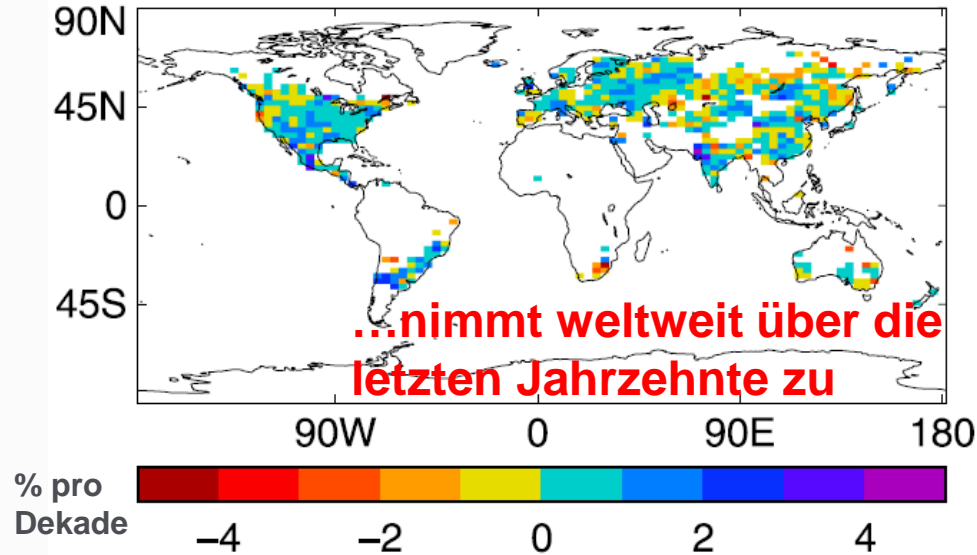 90N
45N
0
45S
…nimmt weltweit über die
letzten Jahrzehnte zu
90W 0 90E 180
% pro
Dekade
−4 −2 0 2 4